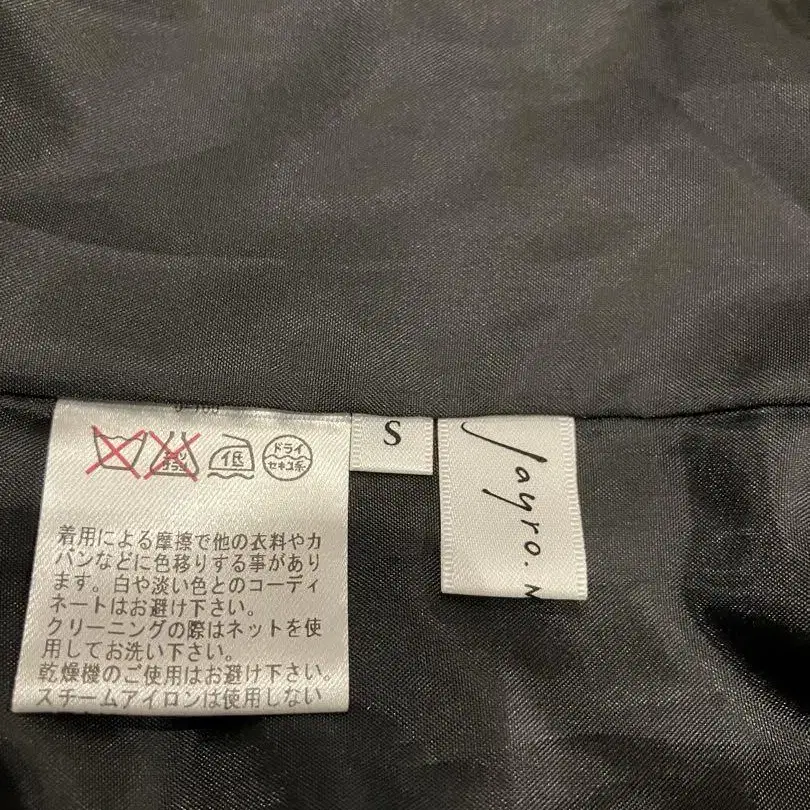 低
ドライ
セキユ系
S
Jayro.
着用による摩擦で他の衣料やカ
バンなどに色移りする事があり
ます。白や淡い色とのコーディ
ネートはお避け下さい。
クリーニングの際はネットを使
用してお洗い下さい。
乾燥機のご使用はお避け下さい。
スチームアイロンは使用しない